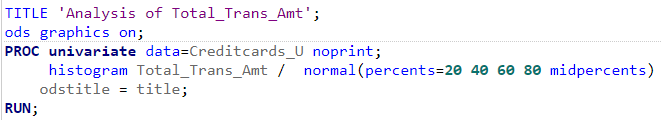 TITLE 'Analysis of Total_Trans_Amt';
ods graphics on;
PROC univariate data=Creditcards_U noprint;
histogram Total_Trans_Amt / normal(percents=20 40 60 80 midpercents)
odstitle = title;
RUN;